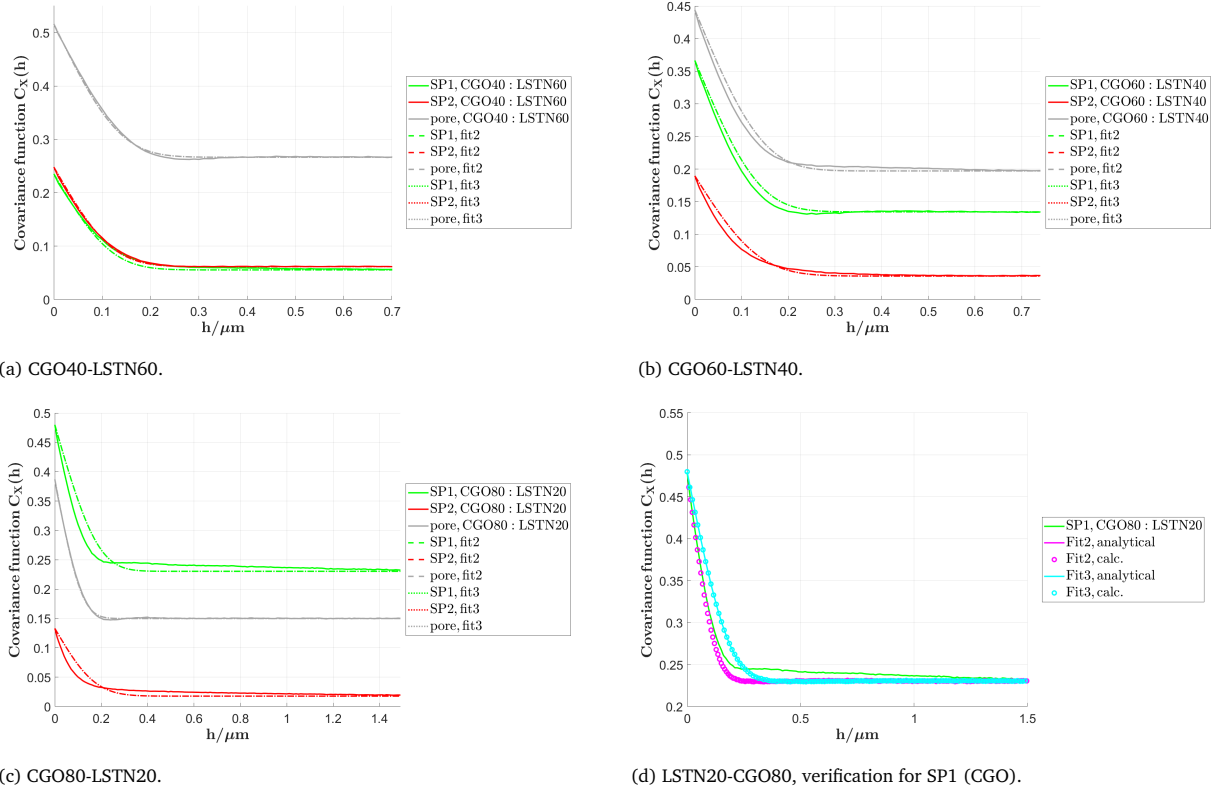 Covariance function C_X(h)
0.5
0.4
0.3
0.2
0.1
0
0 0.1 0.2 0.3 0.4 0.5 0.6 0.7
h/μm
SP1, CGO40 : LSTN60
SP2, CGO40 : LSTN60
pore, CGO40 : LSTN60
SP1, fit2
SP2, fit2
pore, fit2
SP1, fit3
SP2, fit3
pore, fit3
(a) CGO40-LSTN60.
Covariance function C_X(h)
0.45
0.4
0.35
0.3
0.25
0.2
0.15
0.1
0.05
0
0 0.1 0.2 0.3 0.4 0.5 0.6 0.7
h/μm
SP1, CGO60 : LSTN40
SP2, CGO60 : LSTN40
pore, CGO60 : LSTN40
SP1, fit2
SP2, fit2
pore, fit2
SP1, fit3
SP2, fit3
pore, fit3
(b) CGO60-LSTN40.
Covariance function C_X(h)
0.5
0.45
0.4
0.35
0.3
0.25
0.2
0.15
0.1
0.05
0
0 0.2 0.4 0.6 0.8 1 1.2 1.4
h/μm
SP1, CGO80 : LSTN20
SP2, CGO80 : LSTN20
pore, CGO80 : LSTN20
SP1, fit2
SP2, fit2
pore, fit2
SP1, fit3
SP2, fit3
pore, fit3
(c) CGO80-LSTN20.
Covariance function C_X(h)
0.55
0.5
0.45
0.4
0.35
0.3
0.25
0.2
0 0.5 1 1.5
h/μm
SP1, CGO80 : LSTN20
Fit2, analytical
Fit2, calc.
Fit3, analytical
Fit3, calc.
(d) LSTN20-CGO80, verification for SP1 (CGO).